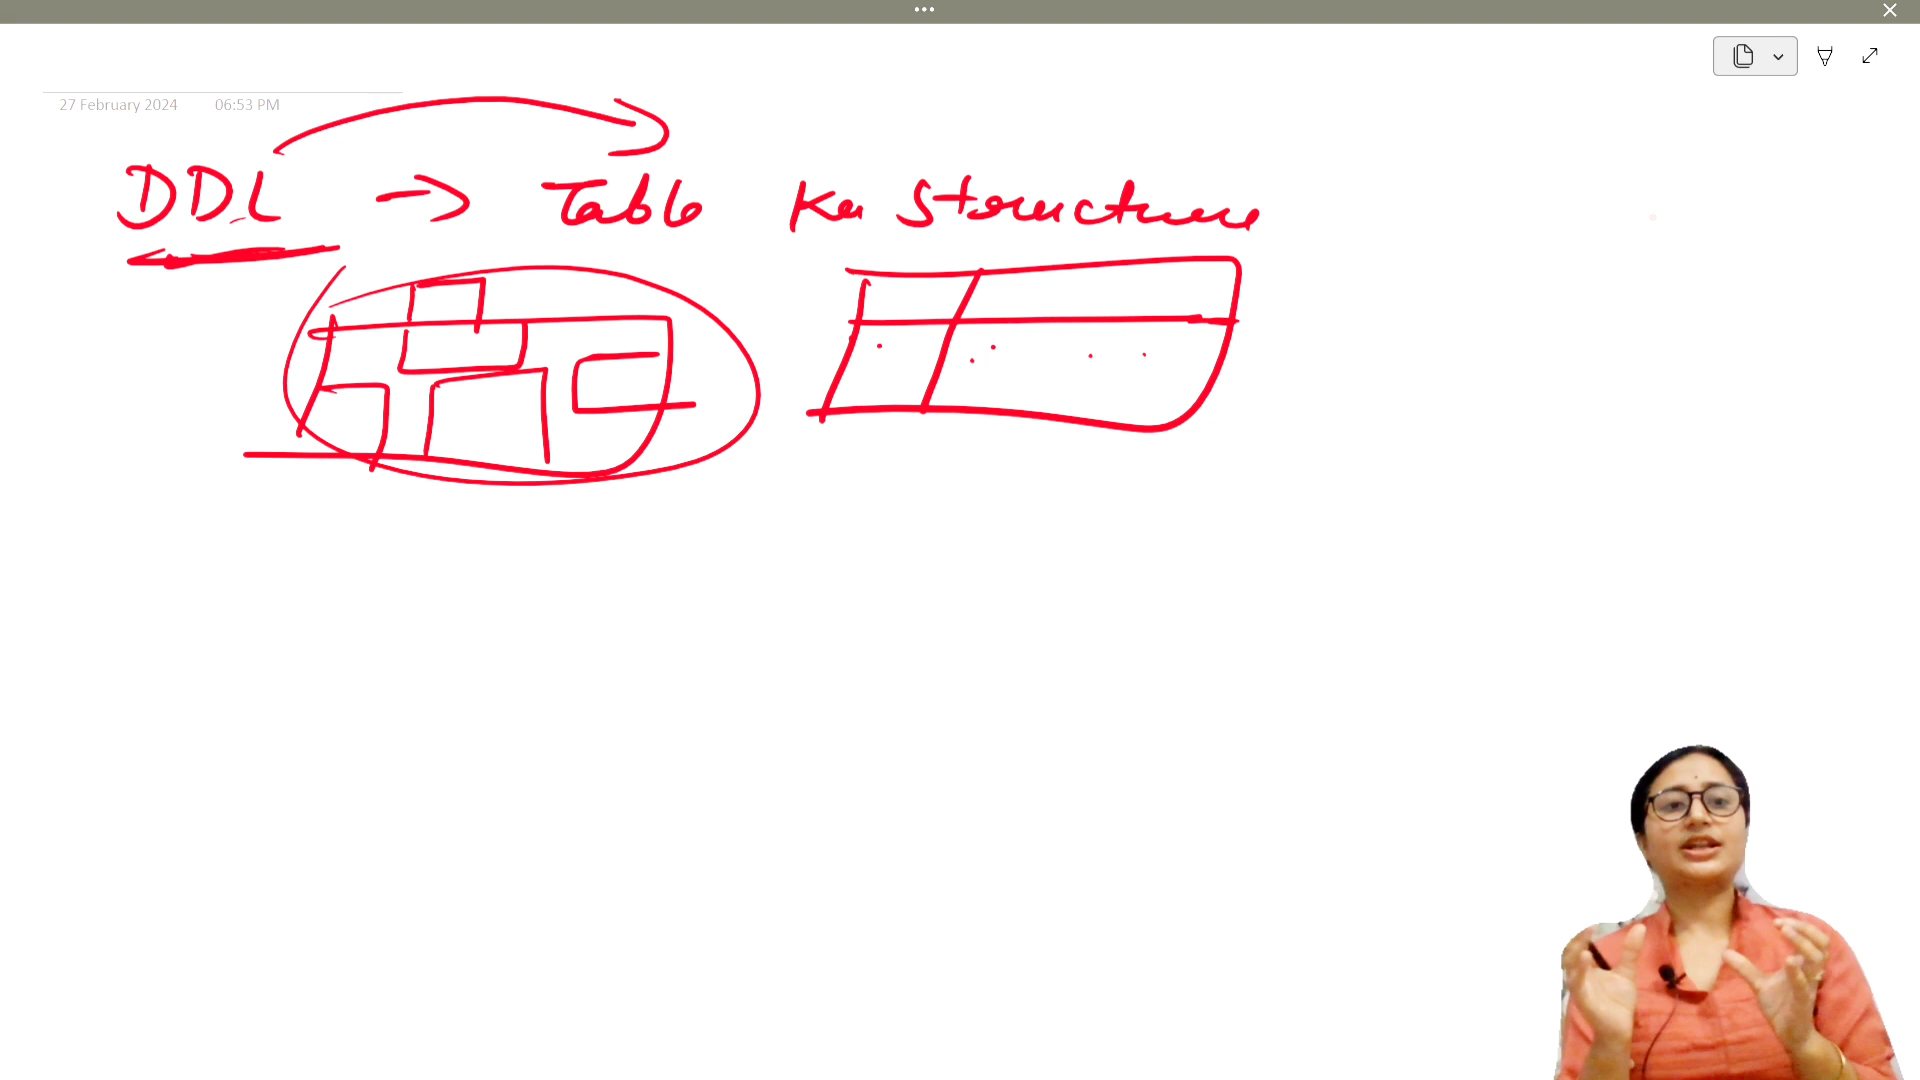 27 February 2024 06:53 PM
DDL → Table Ka Structure